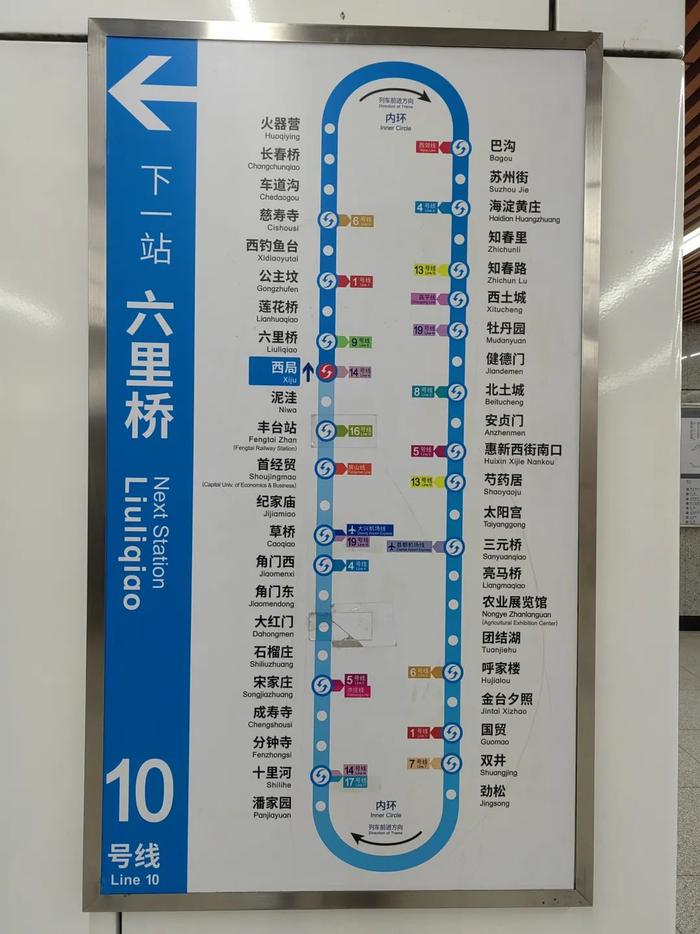 下一站
六里桥
Next Station
Liuliqiao
10
号线
Line 10
列车前进方向
Direction of Trains
内环
Inner Circle
火器营
Huoqiying
长春桥
Changchunqiao
车道沟
Chedaogou
慈寿寺
Cishousi
6号线
西钓鱼台
Xidiaoyutai
公主坟
Gongzhufen
1号线
莲花桥
Lianhuaqiao
六里桥
Liuliqiao
9号线
西局
Xiju
14号线
泥洼
Niwa
丰台站
Fengtai Zhan
(Fengtai Railway Station)
16号线
首经贸
Shoujingmao
(Capital Univ. of Economics & Business)
房山线
纪家庙
Jijiamiao
草桥
Caoqiao
大兴机场线
19号线
角门西
Jiaomenxi
4号线
角门东
Jiaomendong
大红门
Dahongmen
石榴庄
Shiliuzhuang
宋家庄
Songjiazhuang
5号线
亦庄线
成寿寺
Chengshousi
分钟寺
Fenzhongsi
十里河
Shilihe
14号线
17号线
潘家园
Panjiayuan
西郊线
巴沟
Bagou
苏州街
Suzhou Jie
4号线
海淀黄庄
Haidian Huangzhuang
知春里
Zhichunli
13号线
知春路
Zhichun Lu
昌平线
西土城
Xitucheng
19号线
牡丹园
Mudanyuan
健德门
Jiandemen
8号线
北土城
Beitucheng
安贞门
Anzhenmen
5号线
惠新西街南口
Huixin Xijie Nankou
13号线
芍药居
Shaoyaoju
太阳宫
Taiyanggong
首都机场线
三元桥
Sanyuanqiao
亮马桥
Liangmaqiao
农业展览馆
Nongye Zhanlanguan
(Agricultural Exhibition Center)
团结湖
Tuanjiehu
6号线
呼家楼
Hujialou
金台夕照
Jintai Xizhao
1号线
国贸
Guomao
7号线
双井
Shuangjing
劲松
Jingsong
内环
Inner Circle
列车前进方向
Direction of Trains